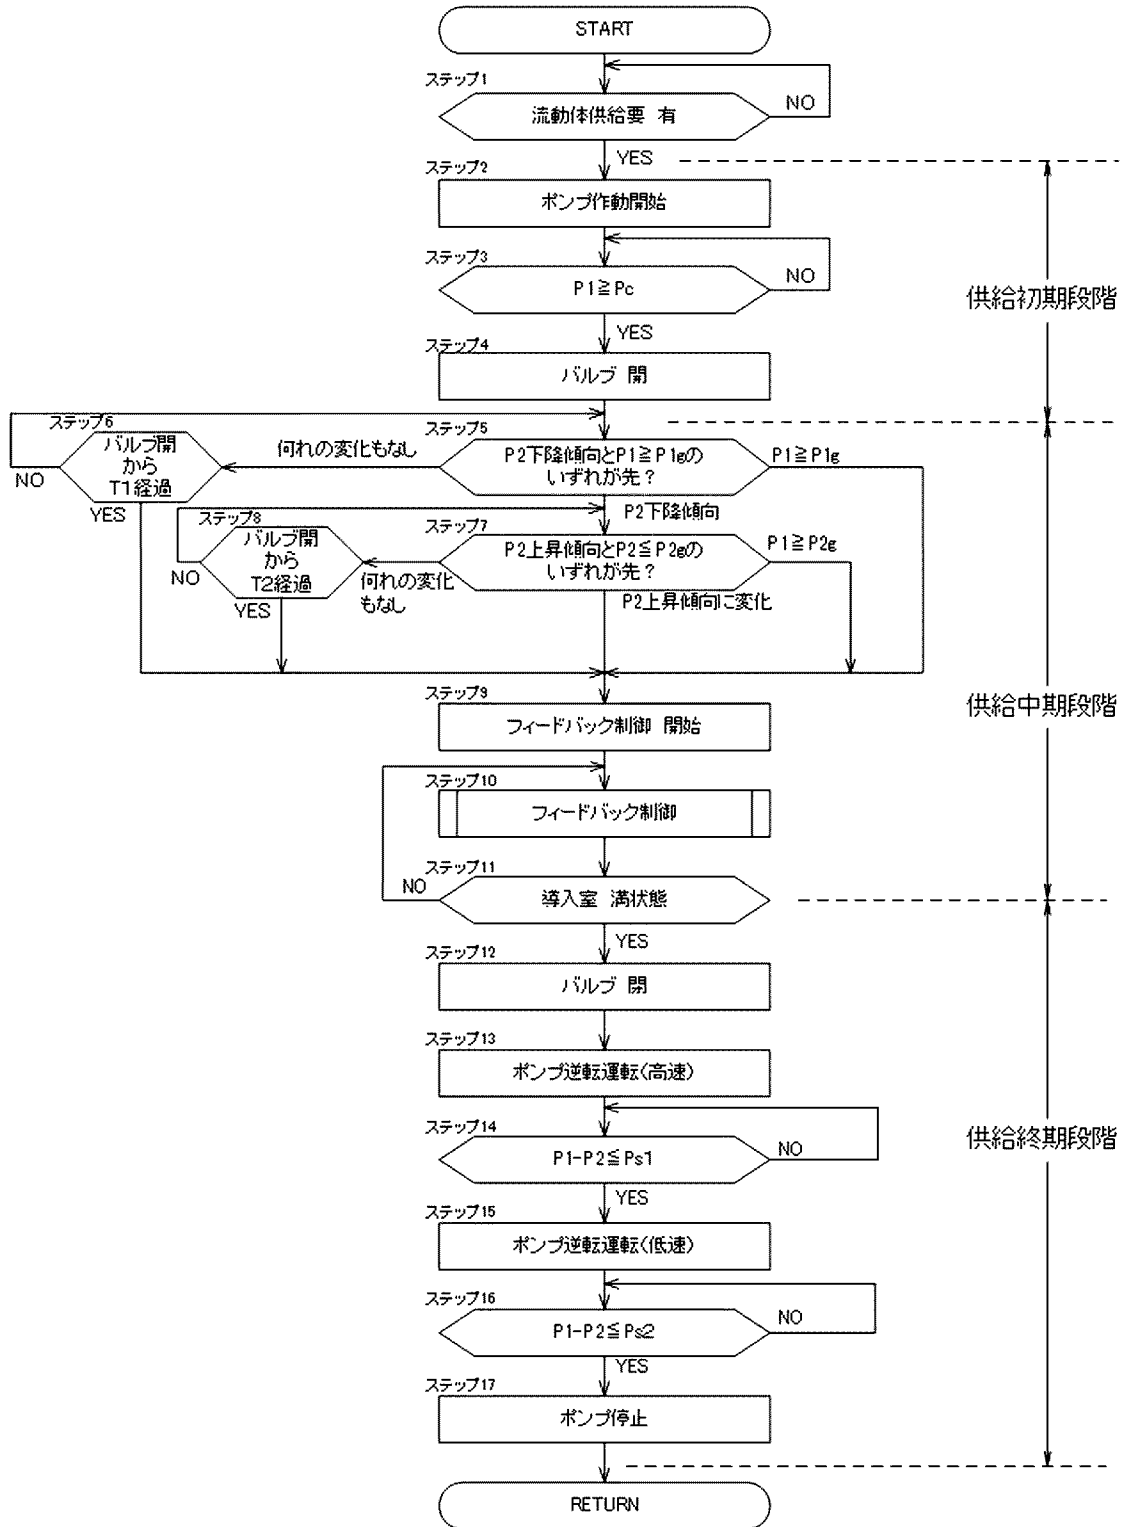 START
ステップ1
流動体供給要 有
NO
YES
ステップ2
ポンプ作動開始
ステップ3
P1≧Pc
NO
YES
供給初期段階
ステップ4
バルブ 開
ステップ6
バルブ開
から
T1経過
NO
YES
何れの変化もなし
ステップ5
P2下降傾向とP1≧P1gの
いずれが先？
P1≧P1g
P2下降傾向
ステップ8
バルブ開
から
T2経過
NO
YES
何れの変化
もなし
ステップ7
P2上昇傾向とP2≦P2gの
いずれが先？
P1≧P2g
P2上昇傾向に変化
ステップ9
フィードバック制御 開始
供給中期段階
ステップ10
フィードバック制御
ステップ11
NO
導入室 満状態
YES
ステップ12
バルブ 閉
ステップ13
ポンプ逆転運転(高速)
ステップ14
P1-P2≦Ps1
NO
YES
供給終期段階
ステップ15
ポンプ逆転運転(低速)
ステップ16
P1-P2≦Ps2
NO
YES
ステップ17
ポンプ停止
RETURN